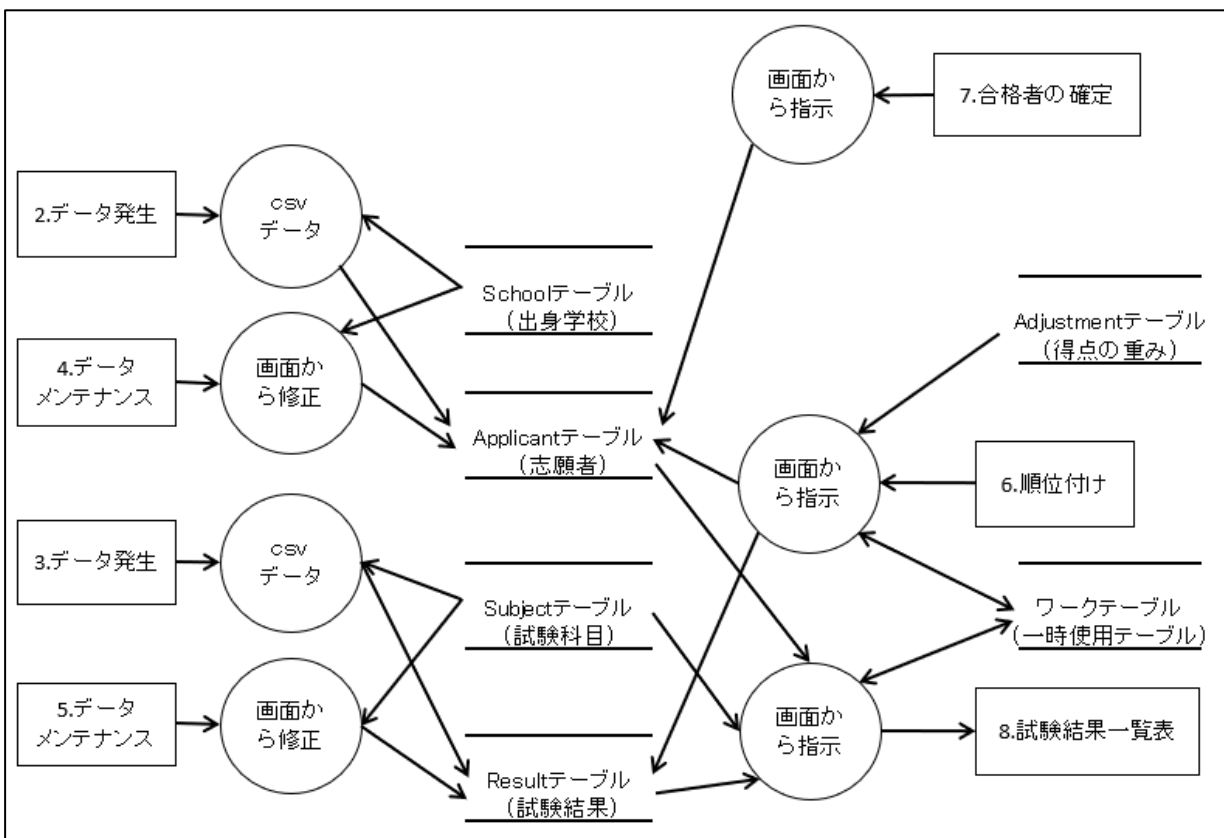 画面か
ら指示
7.合格者の確定
2.データ発生
csv
データ
Schoolテーブル
(出身学校)
Adjustmentテーブル
(得点の重み)
4.データ
メンテナンス
画面か
ら修正
Applicantテーブル
(志願者)
画面か
ら指示
6.順位付け
3.データ発生
csv
データ
Subjectテーブル
(試験科目)
ワークテーブル
(一時使用テーブル)
5.データ
メンテナンス
画面か
ら修正
画面か
ら指示
8.試験結果一覧表
Resultテーブル
(試験結果)